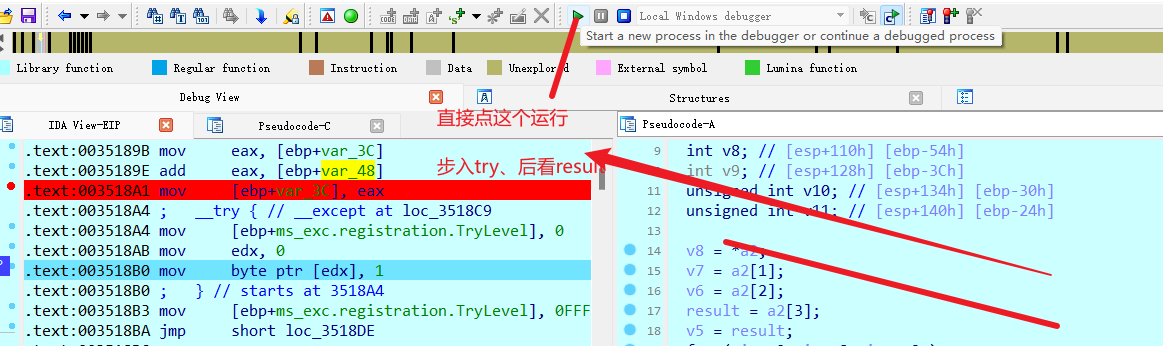 Local Windows debugger
Start a new process in the debugger or continue a debugged process
Library function
Regular function
Instruction
Data
Unexplored
External symbol
Lumina function
Debug View
Structures
IDA View-EIP
Pseudocode-C
Pseudocode-A
直接点这个运行
步入try、后看result
.text:0035189B mov eax, [ebp+var_3C]
.text:0035189E add eax, [ebp+var_48]
.text:003518A1 mov [ebp+var_3C], eax
.text:003518A4 ; __try { // __except at loc_3518C9
.text:003518A4 mov [ebp+ms_exc.registration.TryLevel], 0
.text:003518AB mov edx, 0
.text:003518B0 mov byte ptr [edx], 1
.text:003518B0 ; } // starts at 3518A4
.text:003518B3 mov [ebp+ms_exc.registration.TryLevel], 0FFF
.text:003518BA jmp short loc_3518DE
9 int v8; // [esp+110h] [ebp-54h]
10 int v9; // [esp+128h] [ebp-3Ch]
11 unsigned int v10; // [esp+134h] [ebp-30h]
12 unsigned int v11; // [esp+140h] [ebp-24h]
14 v8 = *a2;
15 v7 = a2[1];
16 v6 = a2[2];
17 result = a2[3];
18 v5 = result;